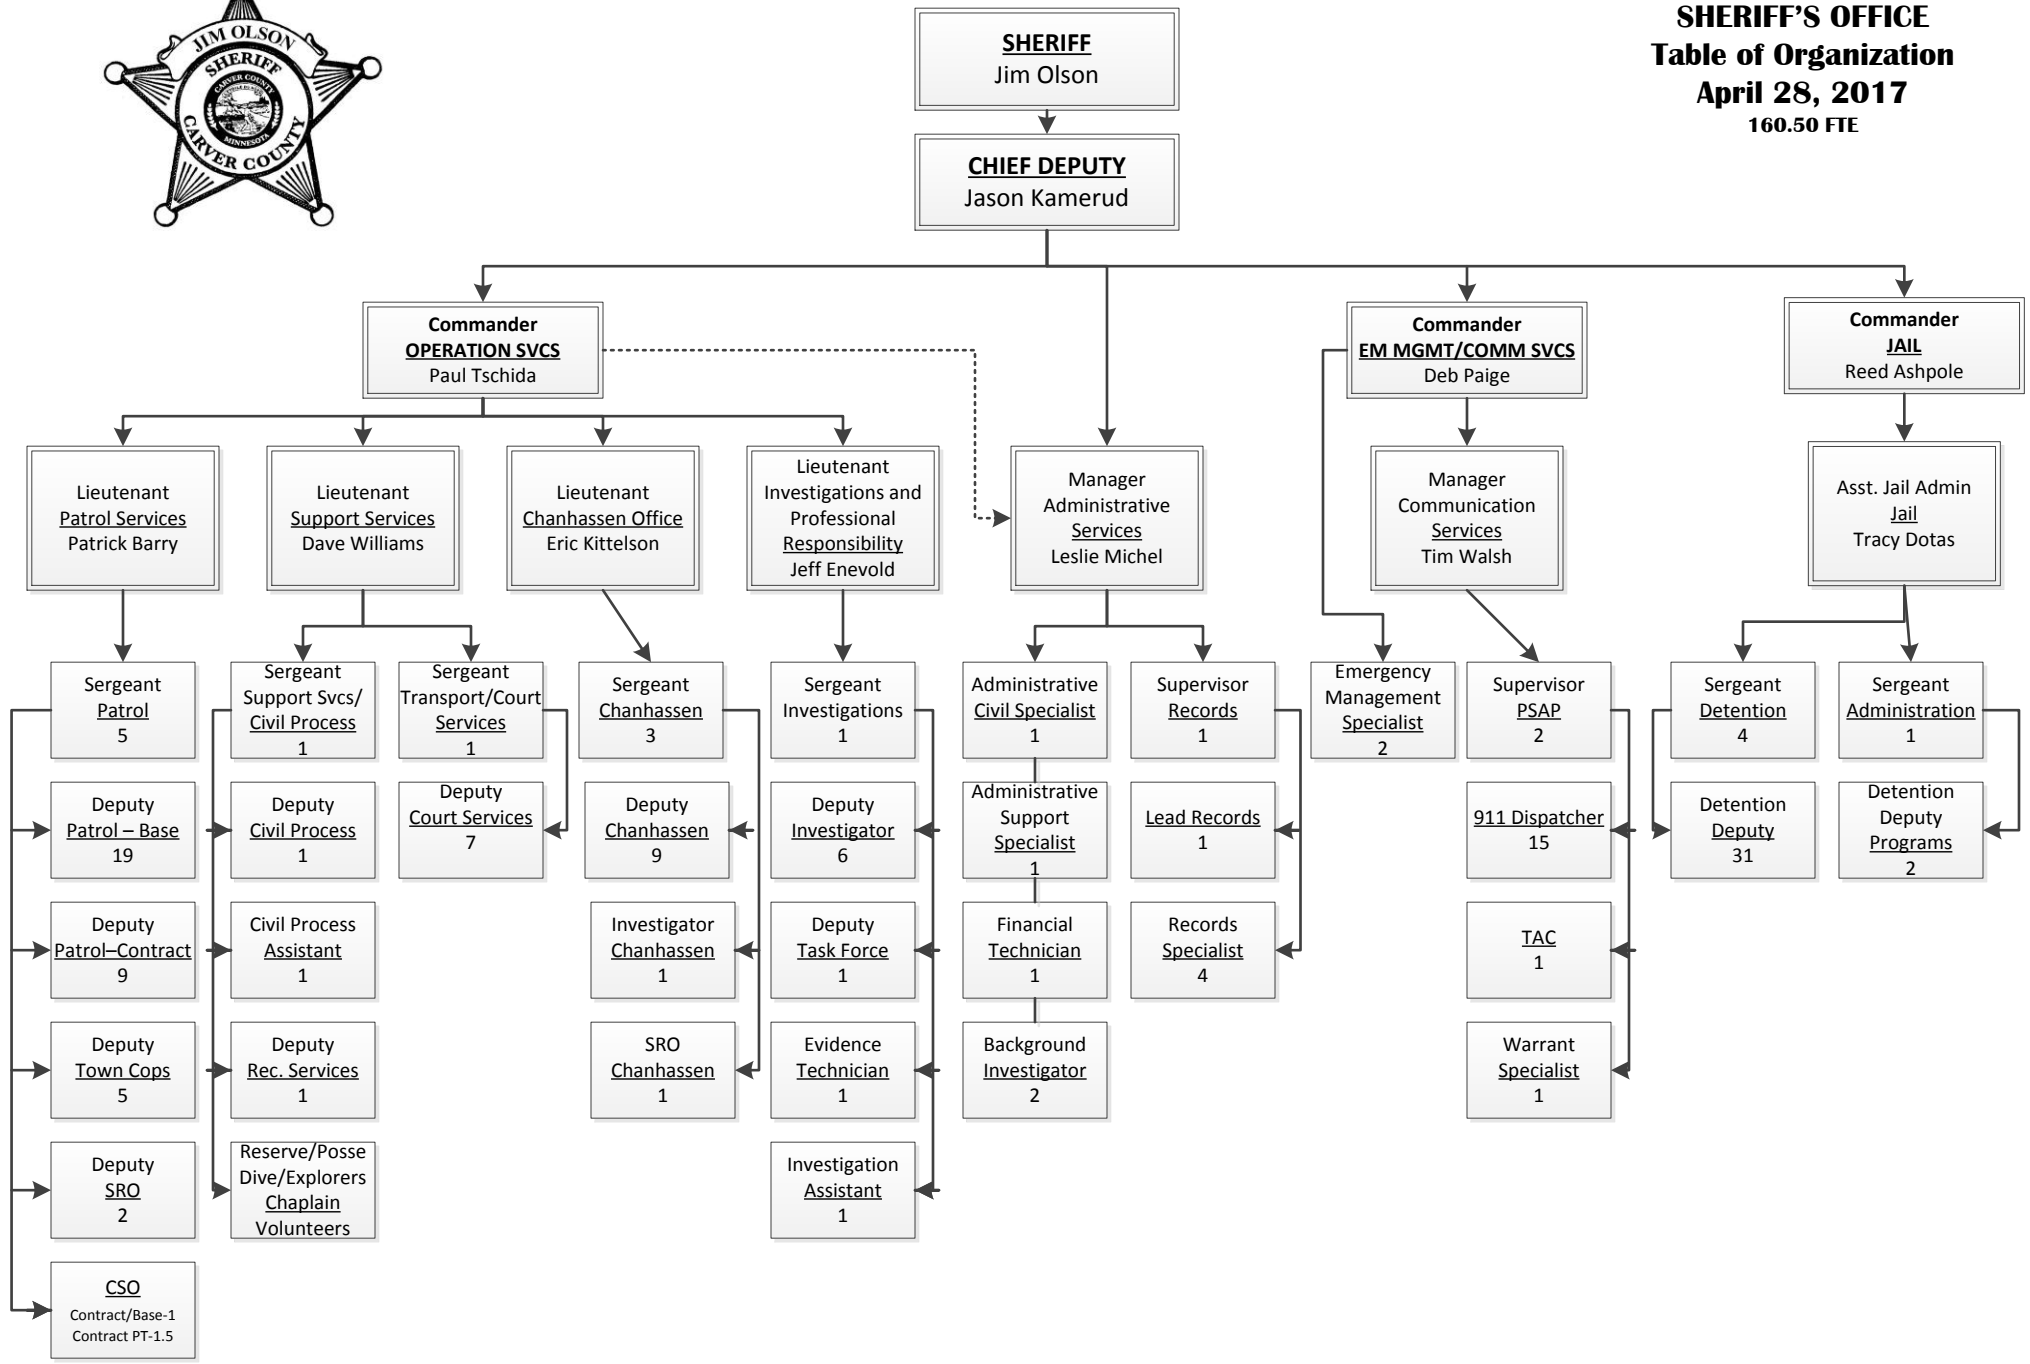 JIM OLSON
SHERIFF
CARVER COUNTY
MINNESOTA
CARVER COUNTY
SHERIFF’S OFFICE
Table of Organization
April 28, 2017
160.50 FTE
SHERIFF
Jim Olson
CHIEF DEPUTY
Jason Kamerud
Commander
OPERATION SVCS
Paul Tschida
Commander
EM MGMT/COMM SVCS
Deb Paige
Commander
JAIL
Reed Ashpole
Lieutenant
Patrol Services
Patrick Barry
Lieutenant
Support Services
Dave Williams
Lieutenant
Chanhassen Office
Eric Kittelson
Lieutenant
Investigations and
Professional
Responsibility
Jeff Enevold
Manager
Administrative
Services
Leslie Michel
Manager
Communication
Services
Tim Walsh
Asst. Jail Admin
Jail
Tracy Dotas
Sergeant
Patrol
5
Sergeant
Support Svcs/
Civil Process
1
Sergeant
Transport/Court
Services
1
Sergeant
Chanhassen
3
Sergeant
Investigations
1
Administrative
Civil Specialist
1
Supervisor
Records
1
Emergency
Management
Specialist
2
Supervisor
PSAP
2
Sergeant
Detention
4
Sergeant
Administration
1
Deputy
Patrol – Base
19
Deputy
Civil Process
1
Deputy
Court Services
7
Deputy
Chanhassen
9
Deputy
Investigator
6
Administrative
Support
Specialist
1
Lead Records
1
911 Dispatcher
15
Detention
Deputy
31
Detention
Deputy
Programs
2
Deputy
Patrol–Contract
9
Civil Process
Assistant
1
Investigator
Chanhassen
1
Deputy
Task Force
1
Financial
Technician
1
Records
Specialist
4
TAC
1
Deputy
Town Cops
5
Deputy
Rec. Services
1
SRO
Chanhassen
1
Evidence
Technician
1
Background
Investigator
2
Warrant
Specialist
1
Deputy
SRO
2
Reserve/Posse
Dive/Explorers
Chaplain
Volunteers
Investigation
Assistant
1
CSO
Contract/Base-1
Contract PT-1.5